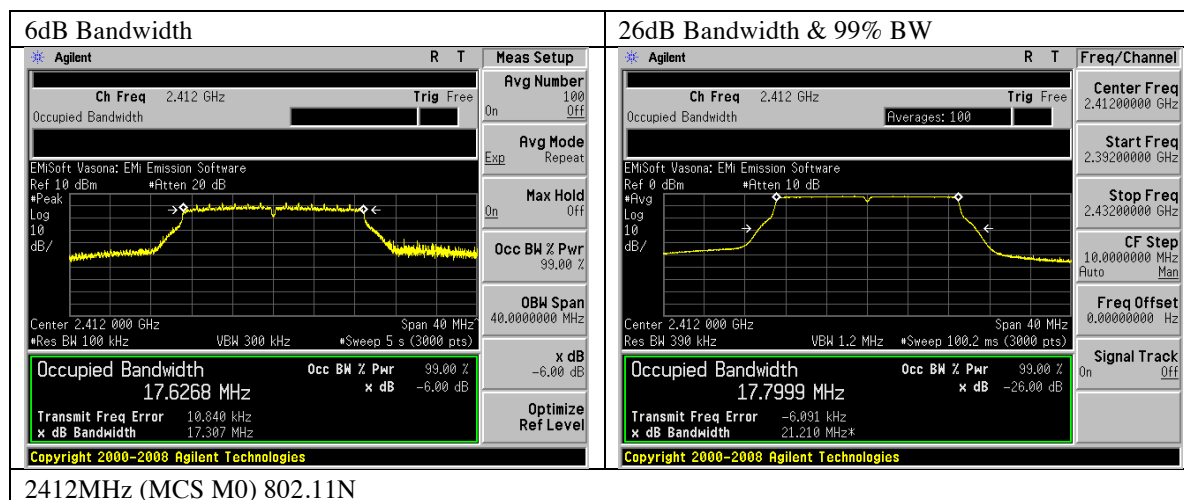 6dB Bandwidth
26dB Bandwidth & 99% BW
Agilent R T Meas Setup
Ch Freq 2.412 GHz Trig Free
Occupied Bandwidth
EMiSoft Vasona: EMi Emission Software
Ref 10 dBm #Atten 20 dB
#Peak
Log
10
dB/
Center 2.412 000 GHz Span 40 MHz^
#Res BW 100 kHz VBW 300 kHz #Sweep 5 s (3000 pts)
Occupied Bandwidth Occ BW % Pwr 99.00 %
17.6268 MHz x dB -6.00 dB
Transmit Freq Error 10.840 kHz
x dB Bandwidth 17.307 MHz
Copyright 2000-2008 Agilent Technologies
Avg Number
100
On Off
Avg Mode
Exp Repeat
Max Hold
On Off
Occ BW % Pwr
99.00 %
OBW Span
40.0000000 MHz
x dB
-6.00 dB
Optimize
Ref Level
Agilent R T Freq/Channel
Ch Freq 2.412 GHz Trig Free
Occupied Bandwidth Averages: 100
EMiSoft Vasona: EMi Emission Software
Ref 0 dBm #Atten 10 dB
#Avg
Log
10
dB/
Center 2.412 000 GHz Span 40 MHz
Res BW 390 kHz VBW 1.2 MHz #Sweep 100.2 ms (3000 pts)
Occupied Bandwidth Occ BW % Pwr 99.00 %
17.7999 MHz x dB -26.00 dB
Transmit Freq Error -6.091 kHz
x dB Bandwidth 21.210 MHz*
Copyright 2000-2008 Agilent Technologies
Center Freq
2.41200000 GHz
Start Freq
2.39200000 GHz
Stop Freq
2.43200000 GHz
CF Step
10.0000000 MHz
Auto Man
Freq Offset
0.00000000 Hz
Signal Track
On Off
2412MHz (MCS M0) 802.11N